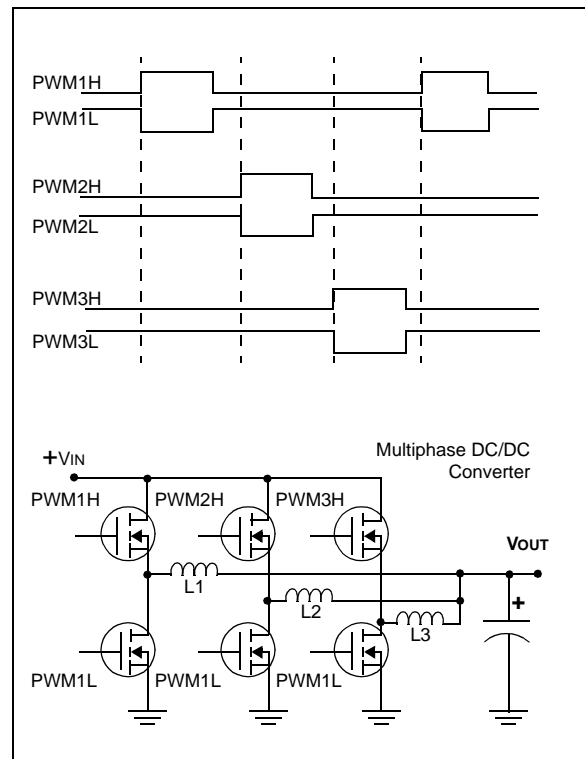 PWM1H
PWM1L
PWM2H
PWM2L
PWM3H
PWM3L
Multiphase DC/DC
Converter
+VIN
PWM1H PWM2H PWM3H
VOUT
L1
L2
L3
+
PWM1L PWM1L PWM1L